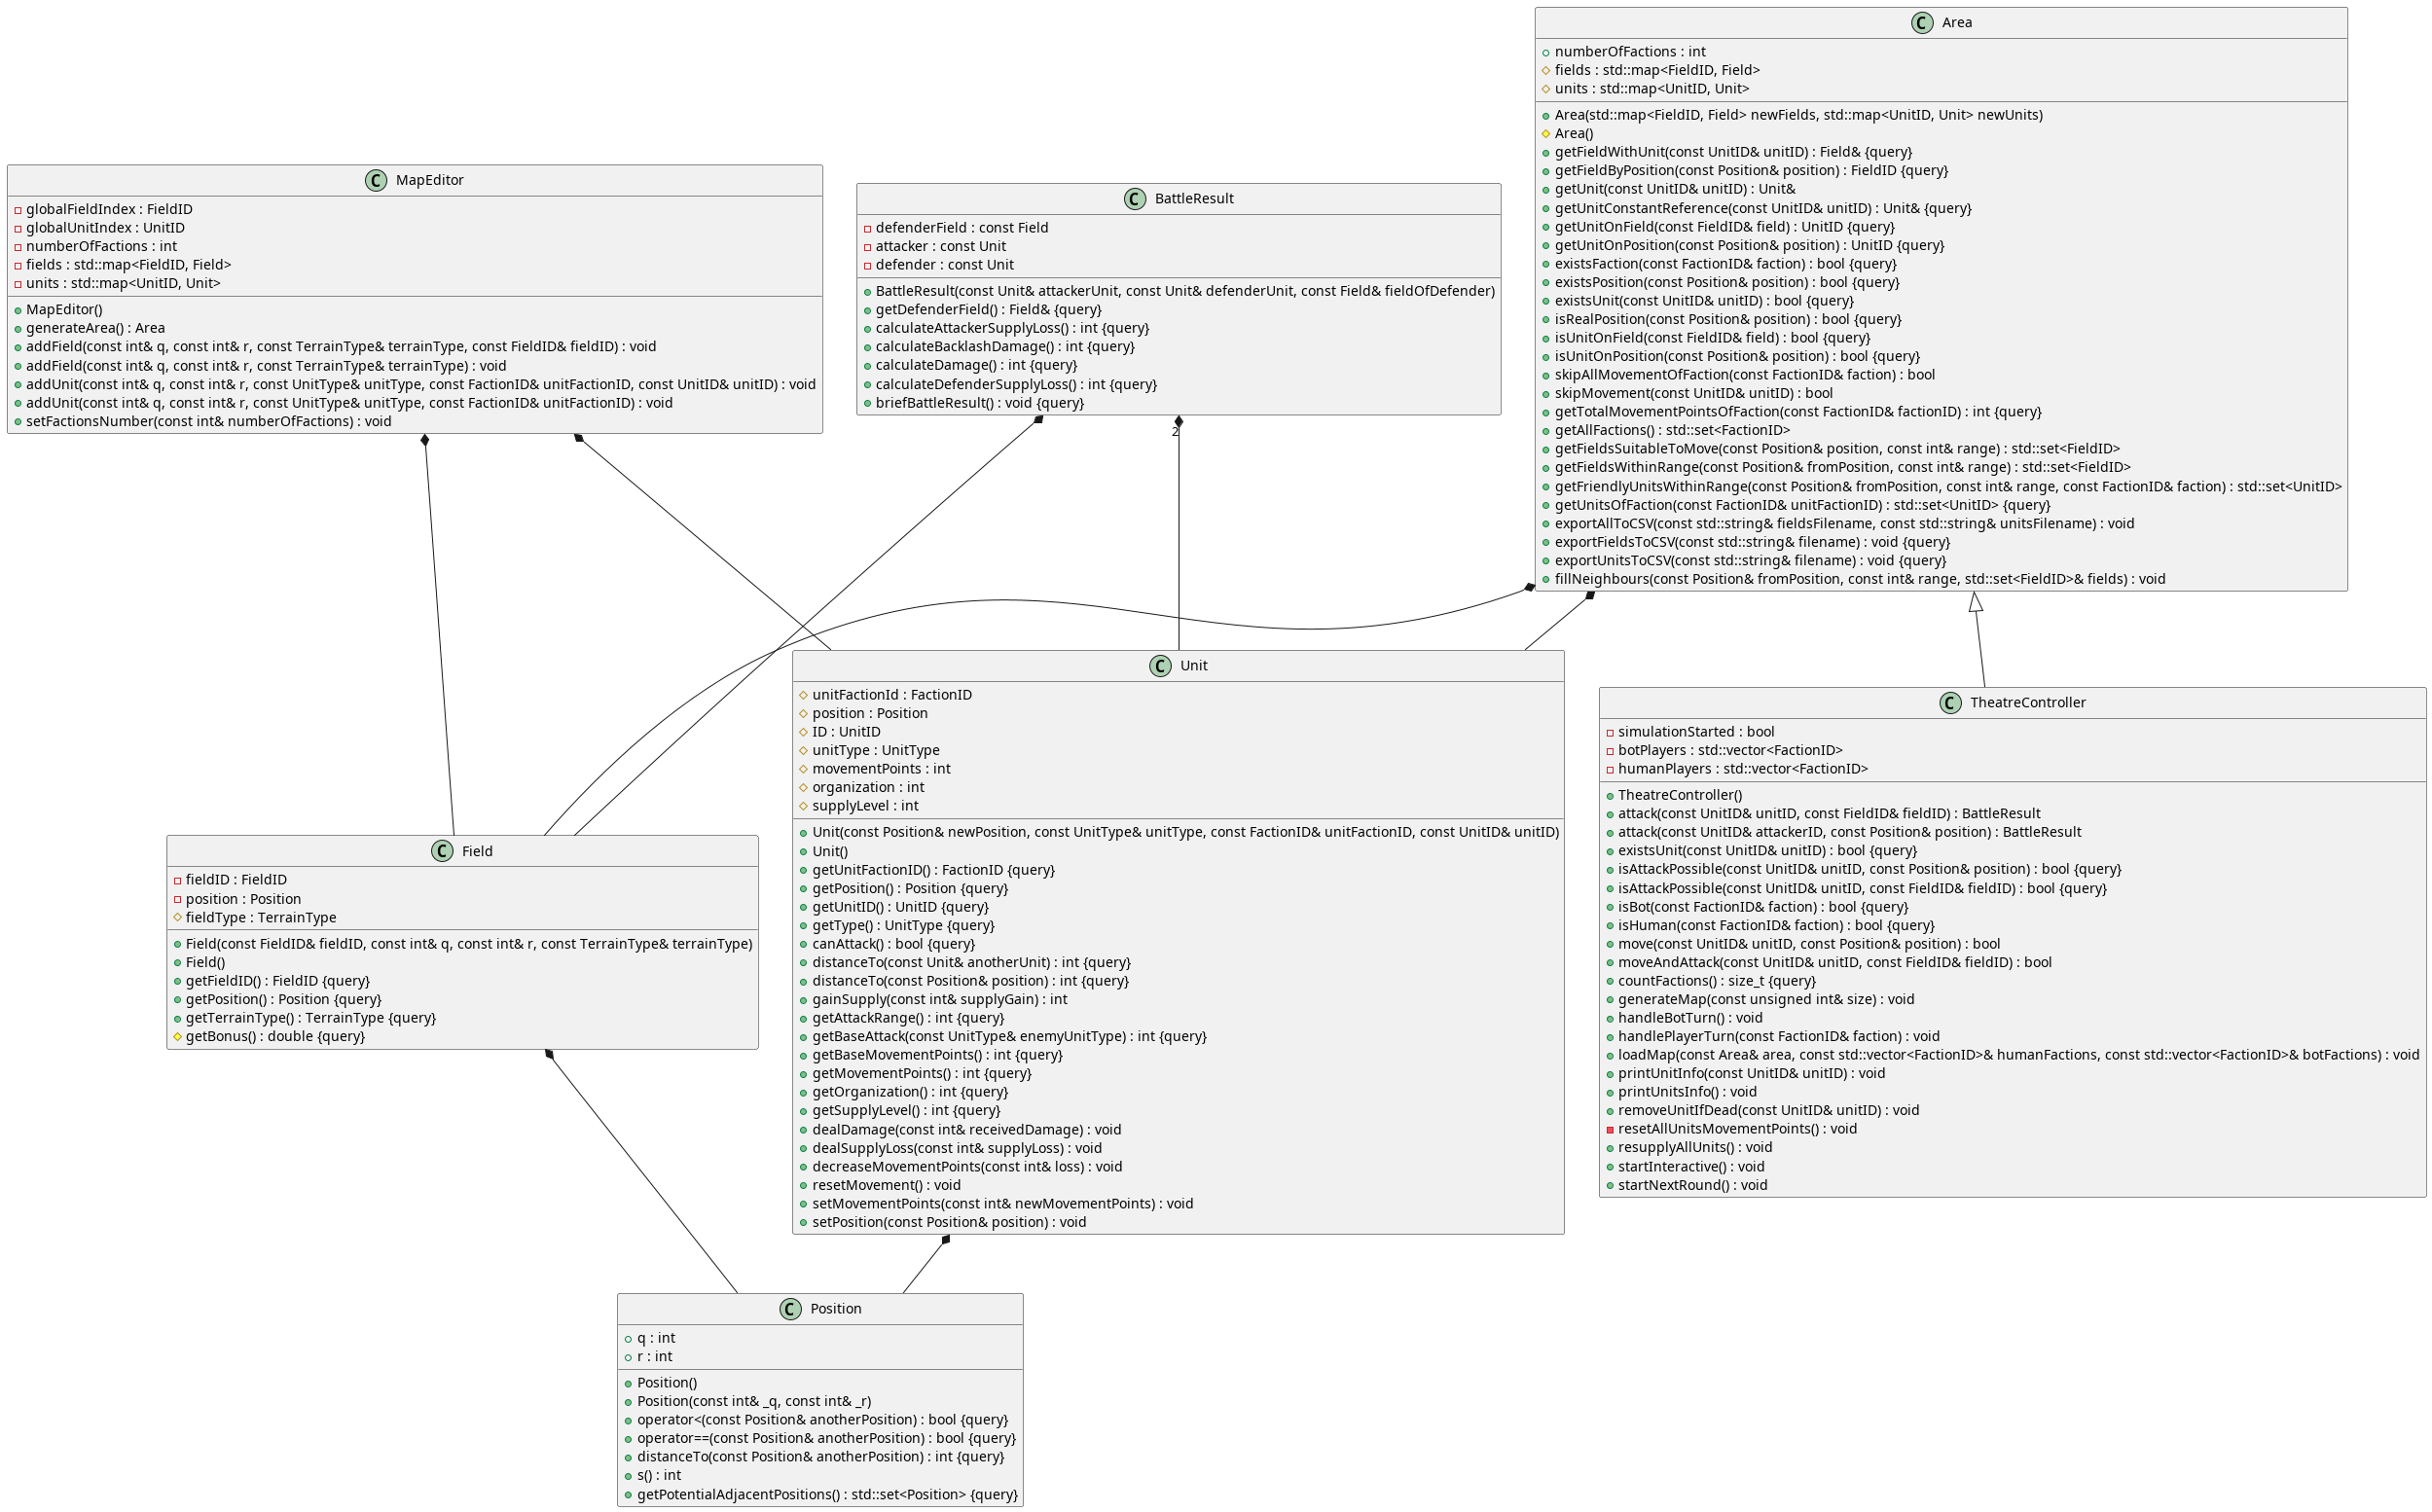 C Area
numberOfFactions : int
fields : std::map<FieldID, Field>
units : std::map<UnitID, Unit>
Area(std::map<FieldID, Field> newFields, std::map<UnitID, Unit> newUnits)
Area()
getFieldWithUnit(const UnitID& unitID) : Field& {query}
getFieldByPosition(const Position& position) : FieldID {query}
getUnit(const UnitID& unitID) : Unit&
getUnitConstantReference(const UnitID& unitID) : Unit& {query}
getUnitOnField(const FieldID& field) : UnitID {query}
getUnitOnPosition(const Position& position) : UnitID {query}
existsFaction(const FactionID& faction) : bool {query}
existsPosition(const Position& position) : bool {query}
existsUnit(const UnitID& unitID) : bool {query}
isRealPosition(const Position& position) : bool {query}
isUnitOnField(const FieldID& field) : bool {query}
isUnitOnPosition(const Position& position) : bool {query}
skipAllMovementOfFaction(const FactionID& faction) : bool
skipMovement(const UnitID& unitID) : bool
getTotalMovementPointsOfFaction(const FactionID& factionID) : int {query}
getAllFactions() : std::set<FactionID>
getFieldsSuitableToMove(const Position& position, const int& range) : std::set<FieldID>
getFieldsWithinRange(const Position& fromPosition, const int& range) : std::set<FieldID>
getFriendlyUnitsWithinRange(const Position& fromPosition, const int& range, const FactionID& faction) : std::set<UnitID>
getUnitsOfFaction(const FactionID& unitFactionID) : std::set<UnitID> {query}
exportAllToCSV(const std::string& fieldsFilename, const std::string& unitsFilename) : void
exportFieldsToCSV(const std::string& filename) : void {query}
exportUnitsToCSV(const std::string& filename) : void {query}
fillNeighbours(const Position& fromPosition, const int& range, std::set<FieldID>& fields) : void
C MapEditor
globalFieldIndex : FieldID
globalUnitIndex : UnitID
numberOfFactions : int
fields : std::map<FieldID, Field>
units : std::map<UnitID, Unit>
MapEditor()
generateArea() : Area
addField(const int& q, const int& r, const TerrainType& terrainType, const FieldID& fieldID) : void
addField(const int& q, const int& r, const TerrainType& terrainType) : void
addUnit(const int& q, const int& r, const UnitType& unitType, const FactionID& unitFactionID, const UnitID& unitID) : void
addUnit(const int& q, const int& r, const UnitType& unitType, const FactionID& unitFactionID) : void
setFactionsNumber(const int& numberOfFactions) : void
C BattleResult
defenderField : const Field
attacker : const Unit
defender : const Unit
BattleResult(const Unit& attackerUnit, const Unit& defenderUnit, const Field& fieldOfDefender)
getDefenderField() : Field& {query}
calculateAttackerSupplyLoss() : int {query}
calculateBacklashDamage() : int {query}
calculateDamage() : int {query}
calculateDefenderSupplyLoss() : int {query}
briefBattleResult() : void {query}
2
C Unit
unitFactionId : FactionID
position : Position
ID : UnitID
unitType : UnitType
movementPoints : int
organization : int
supplyLevel : int
Unit(const Position& newPosition, const UnitType& unitType, const FactionID& unitFactionID, const UnitID& unitID)
Unit()
getUnitFactionID() : FactionID {query}
getPosition() : Position {query}
getUnitID() : UnitID {query}
getType() : UnitType {query}
canAttack() : bool {query}
distanceTo(const Unit& anotherUnit) : int {query}
distanceTo(const Position& position) : int {query}
gainSupply(const int& supplyGain) : int
getAttackRange() : int {query}
getBaseAttack(const UnitType& enemyUnitType) : int {query}
getBaseMovementPoints() : int {query}
getMovementPoints() : int {query}
getOrganization() : int {query}
getSupplyLevel() : int {query}
dealDamage(const int& receivedDamage) : void
dealSupplyLoss(const int& supplyLoss) : void
decreaseMovementPoints(const int& loss) : void
resetMovement() : void
setMovementPoints(const int& newMovementPoints) : void
setPosition(const Position& position) : void
C TheatreController
simulationStarted : bool
botPlayers : std::vector<FactionID>
humanPlayers : std::vector<FactionID>
TheatreController()
attack(const UnitID& unitID, const FieldID& fieldID) : BattleResult
attack(const UnitID& attackerID, const Position& position) : BattleResult
existsUnit(const UnitID& unitID) : bool {query}
isAttackPossible(const UnitID& unitID, const Position& position) : bool {query}
isAttackPossible(const UnitID& unitID, const FieldID& fieldID) : bool {query}
isBot(const FactionID& faction) : bool {query}
isHuman(const FactionID& faction) : bool {query}
move(const UnitID& unitID, const Position& position) : bool
moveAndAttack(const UnitID& unitID, const FieldID& fieldID) : bool
countFactions() : size_t {query}
generateMap(const unsigned int& size) : void
handleBotTurn() : void
handlePlayerTurn(const FactionID& faction) : void
loadMap(const Area& area, const std::vector<FactionID>& humanFactions, const std::vector<FactionID>& botFactions) : void
printUnitInfo(const UnitID& unitID) : void
printUnitsInfo() : void
removeUnitIfDead(const UnitID& unitID) : void
resetAllUnitsMovementPoints() : void
resupplyAllUnits() : void
startInteractive() : void
startNextRound() : void
C Field
fieldID : FieldID
position : Position
fieldType : TerrainType
Field(const FieldID& fieldID, const int& q, const int& r, const TerrainType& terrainType)
Field()
getFieldID() : FieldID {query}
getPosition() : Position {query}
getTerrainType() : TerrainType {query}
getBonus() : double {query}
C Position
q : int
r : int
Position()
Position(const int& _q, const int& _r)
operator<(const Position& anotherPosition) : bool {query}
operator==(const Position& anotherPosition) : bool {query}
distanceTo(const Position& anotherPosition) : int {query}
s() : int
getPotentialAdjacentPositions() : std::set<Position> {query}